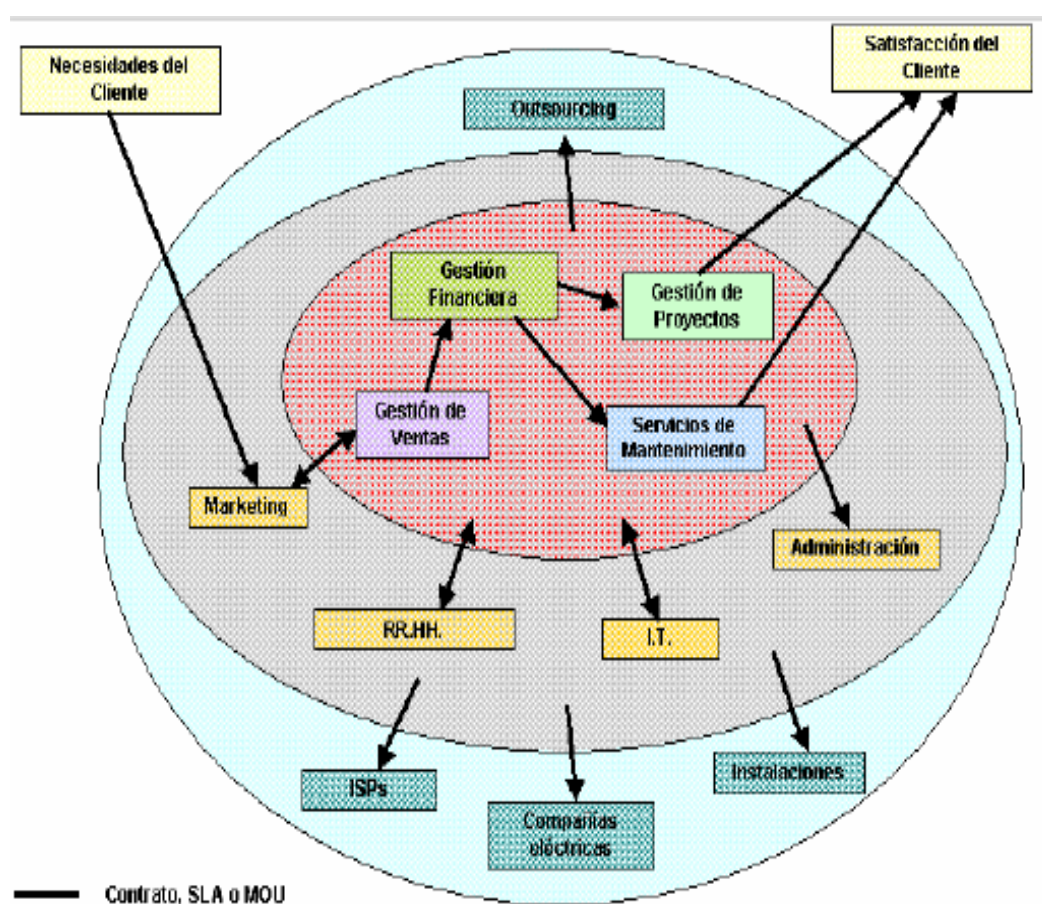 Necesidades del
Cliente
Satisfacción del
Cliente
Outsourcing
Gestión
Financiera
Gestión de
Proyectos
Gestión de
Ventas
Servicios de
Mantenimiento
Marketing
Administración
RR.HH.
I.T.
Instalaciones
ISPs
Compañías
eléctricas
Contrato, SLA o MOU